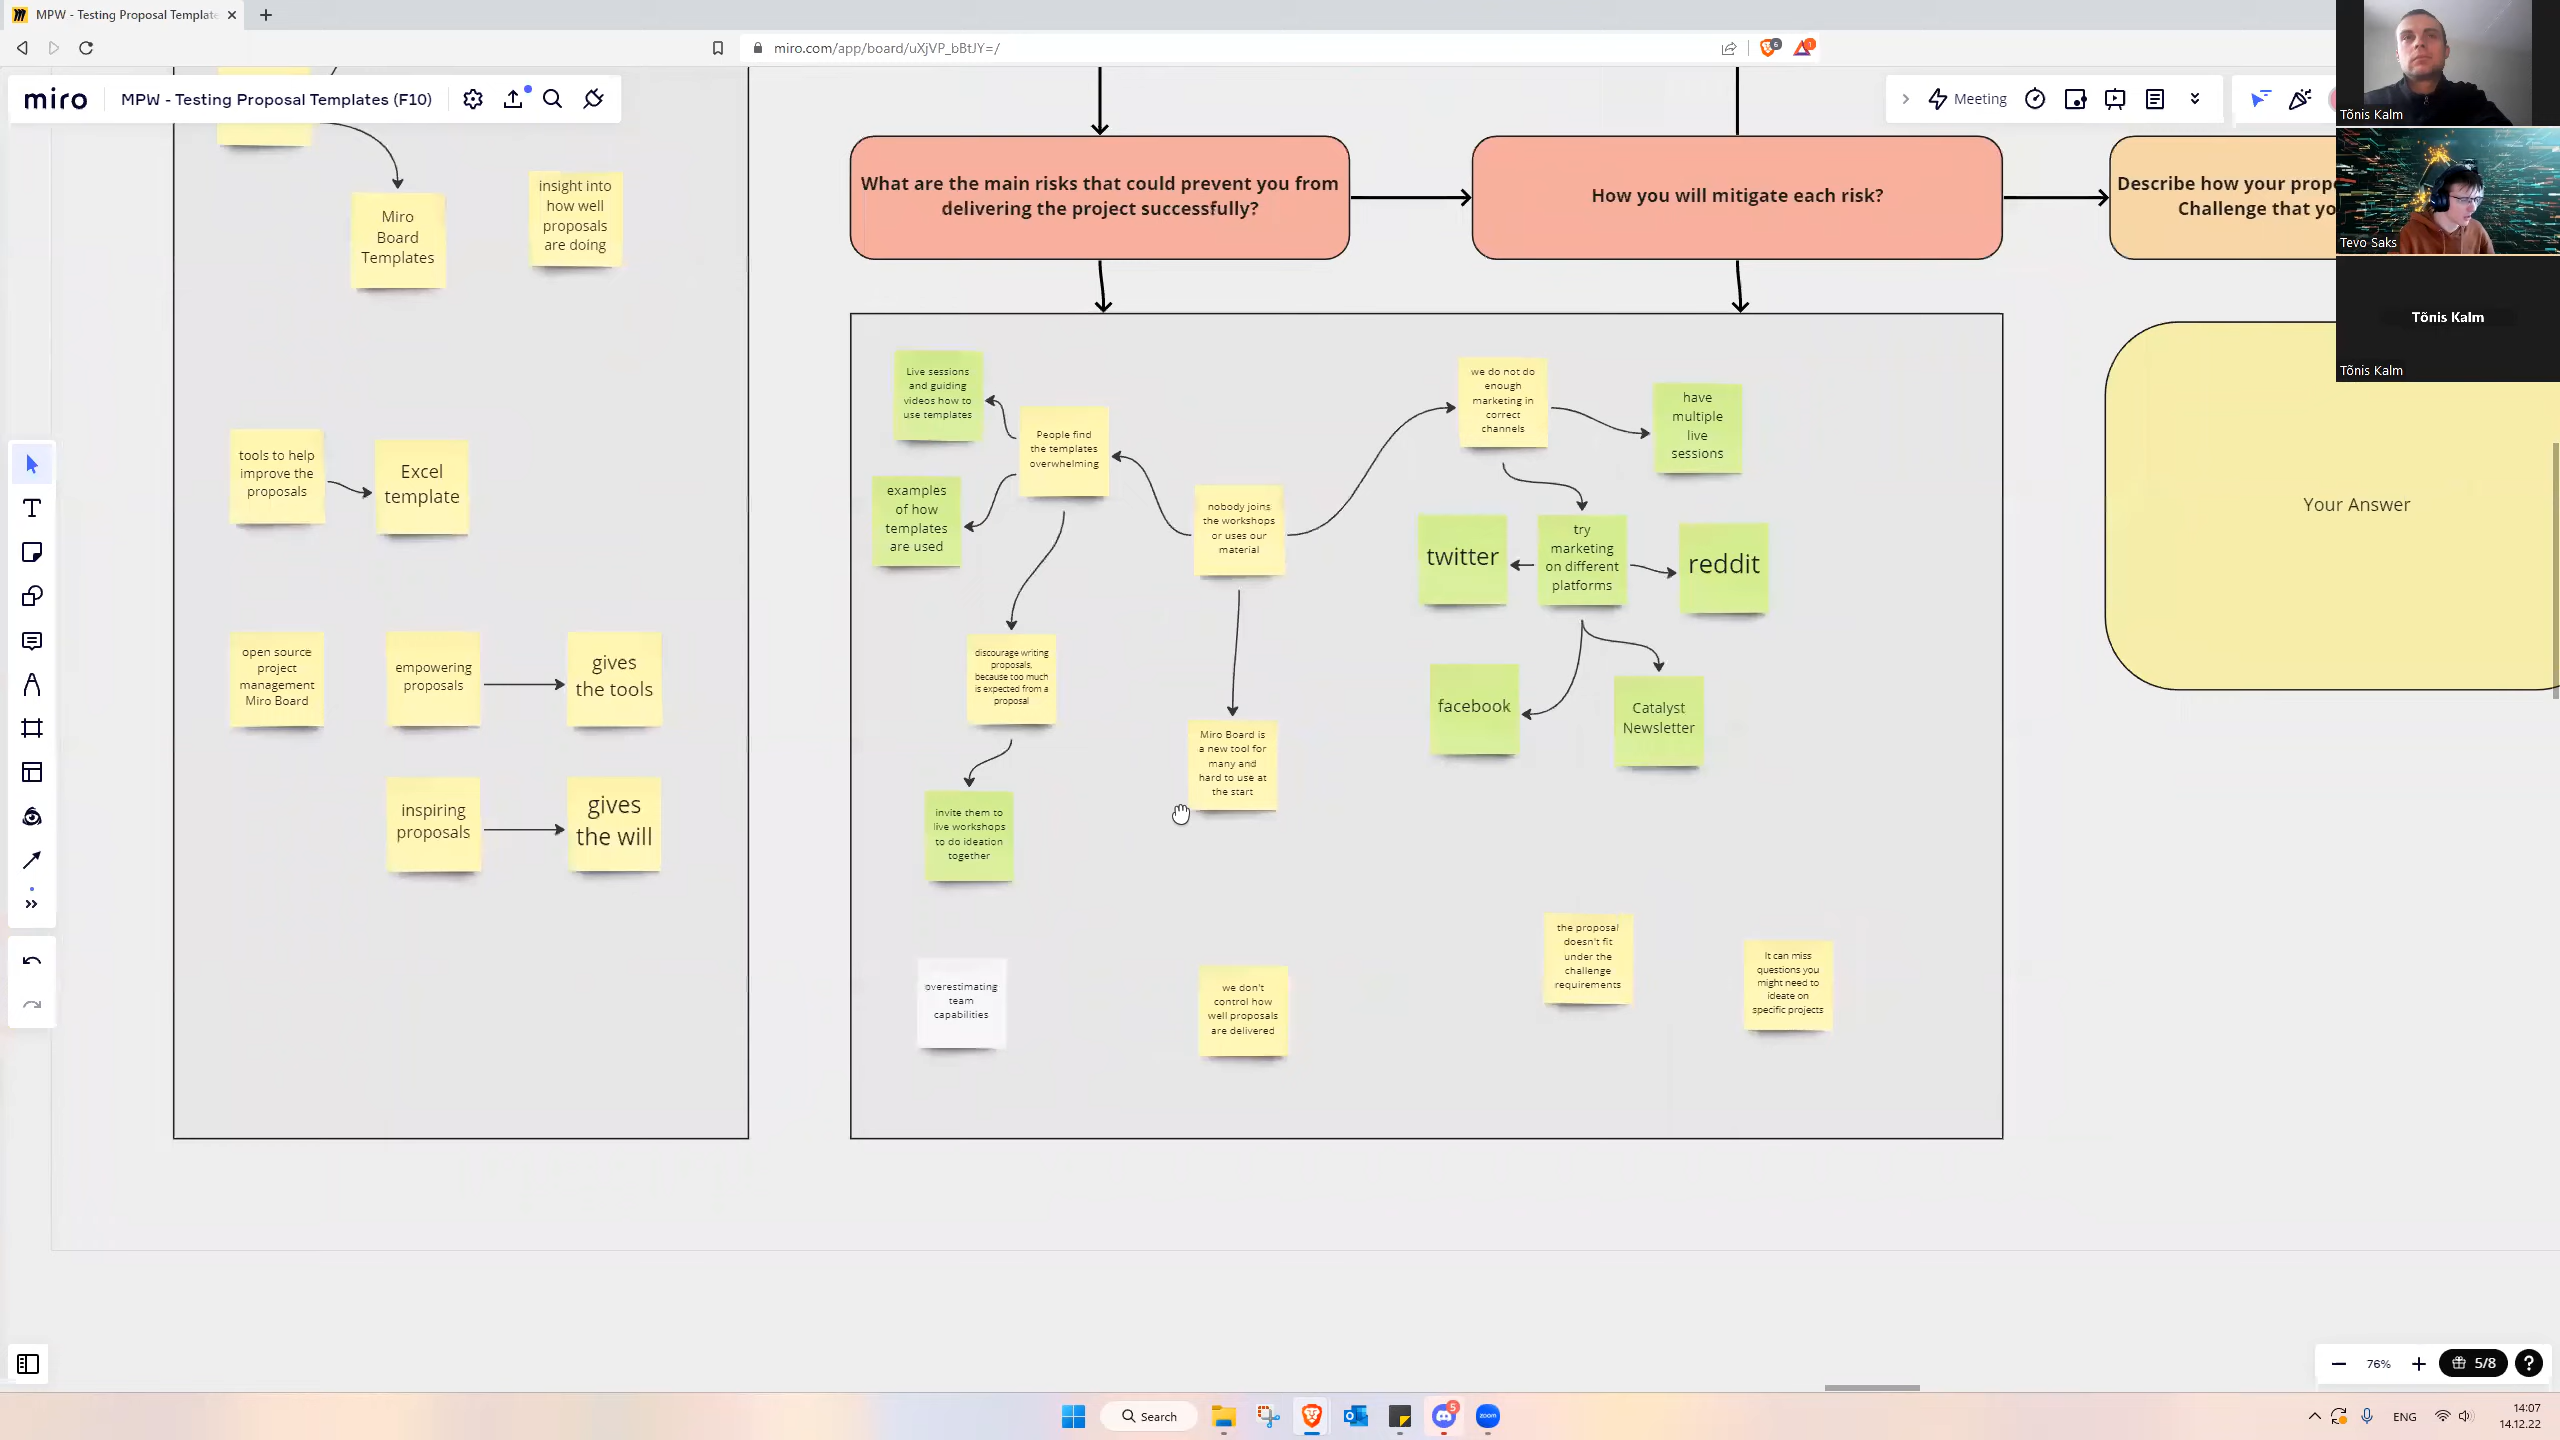 MPW - Testing Proposal Template
miro.com/app/board/uXjVP_bBtJY=/
miro
MPW - Testing Proposal Templates (F10)
Meeting
Tõnis Kalm
Tevo Saks
Tõnis Kalm
Tõnis Kalm
Miro
Board
Templates
insight into
how well
proposals
are doing
tools to help
improve the
proposals
Excel
template
open source
project
management
Miro Board
empowering
proposals
gives
the tools
inspiring
proposals
gives
the will
What are the main risks that could prevent you from
delivering the project successfully?
How you will mitigate each risk?
Describe how your prop
Challenge that yo
Your Answer
Live sessions
and guiding
videos how to
use templates
People find
the templates
overwhelming
examples
of how
templates
are used
nobody joins
the workshops
or uses our
material
we do not do
enough
marketing in
correct
channels
have
multiple
live
sessions
twitter
try
marketing
on different
platforms
reddit
facebook
Catalyst
Newsletter
discourage writing
proposals,
because too much
is expected from a
proposal
Miro Board is
a new tool for
many and
hard to use at
the start
invite them to
live workshops
to do ideation
together
overestimating
team
capabilities
we don't
control how
well proposals
are delivered
the proposal
doesn't fit
under the
challenge
requirements
It can miss
questions you
might need to
ideate on
specific projects
76%
5/8
?
Search
zoom
6
1
5
ENG
14:07
14.12.22